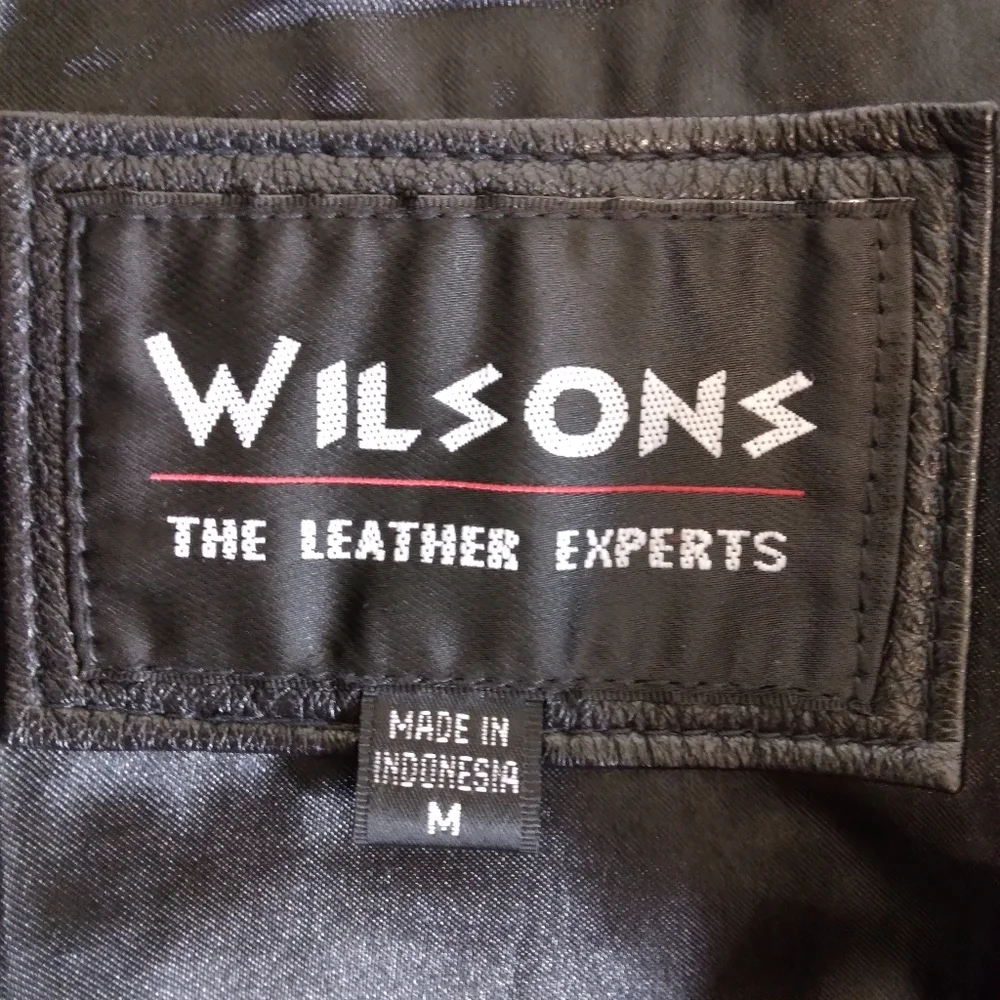 WILSONS
THE LEATHER EXPERTS
MADE IN
INDONESIA
M